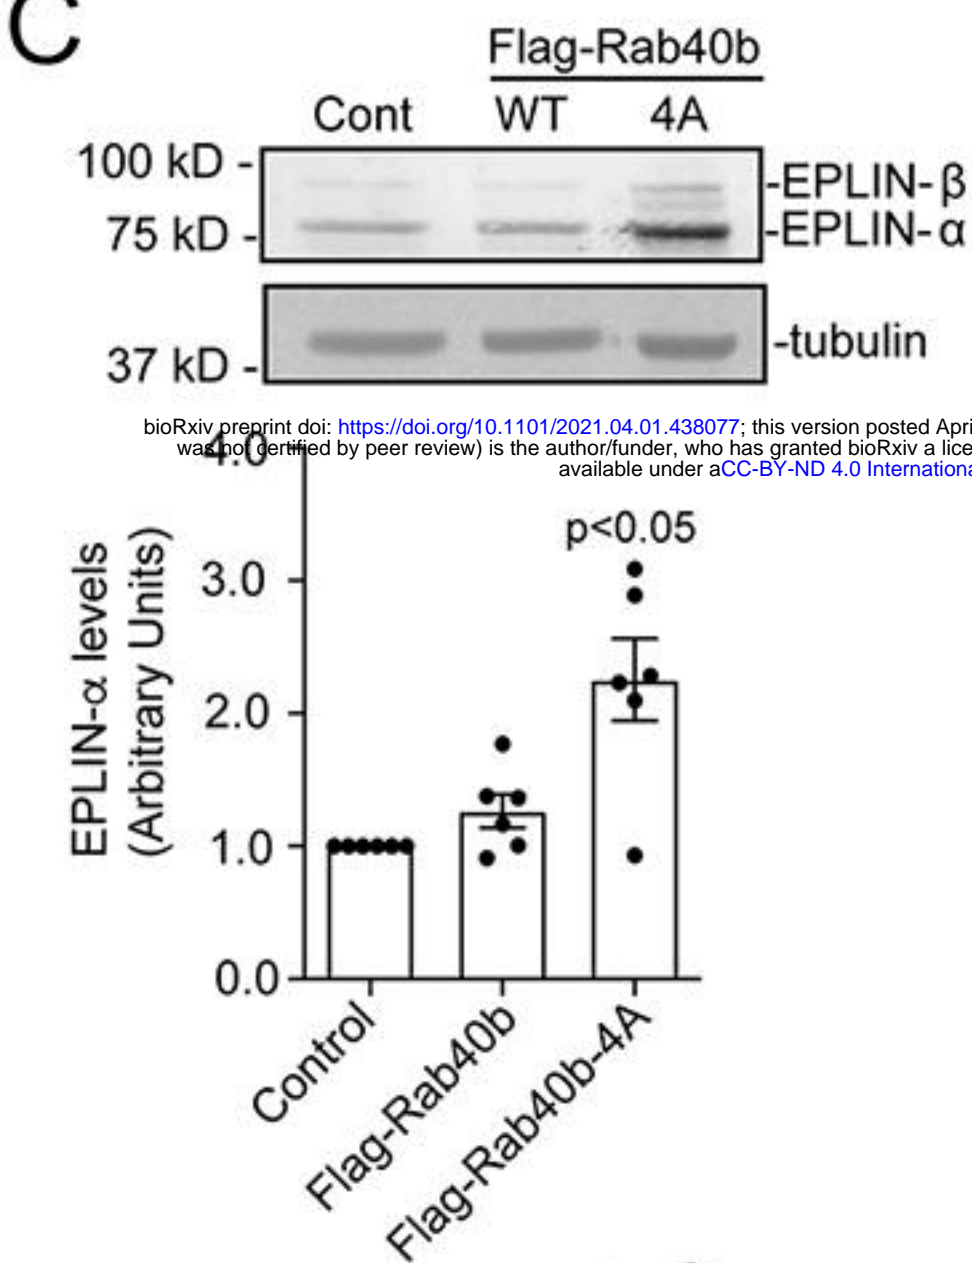 C
Flag-Rab40b
Cont WT 4A
100 kD -
-EPLIN-β
75 kD -
-EPLIN-α
-tubulin
37 kD -
bioRxiv preprint doi: https://doi.org/10.1101/2021.04.01.438077; this version posted Apri
was not certified by peer review) is the author/funder, who has granted bioRxiv a lice
available under aCC-BY-ND 4.0 Internationa
4.0
p<0.05
EPLIN-α levels
(Arbitrary Units)
3.0
2.0
1.0
0.0
Control
Flag-Rab40b
Flag-Rab40b-4A